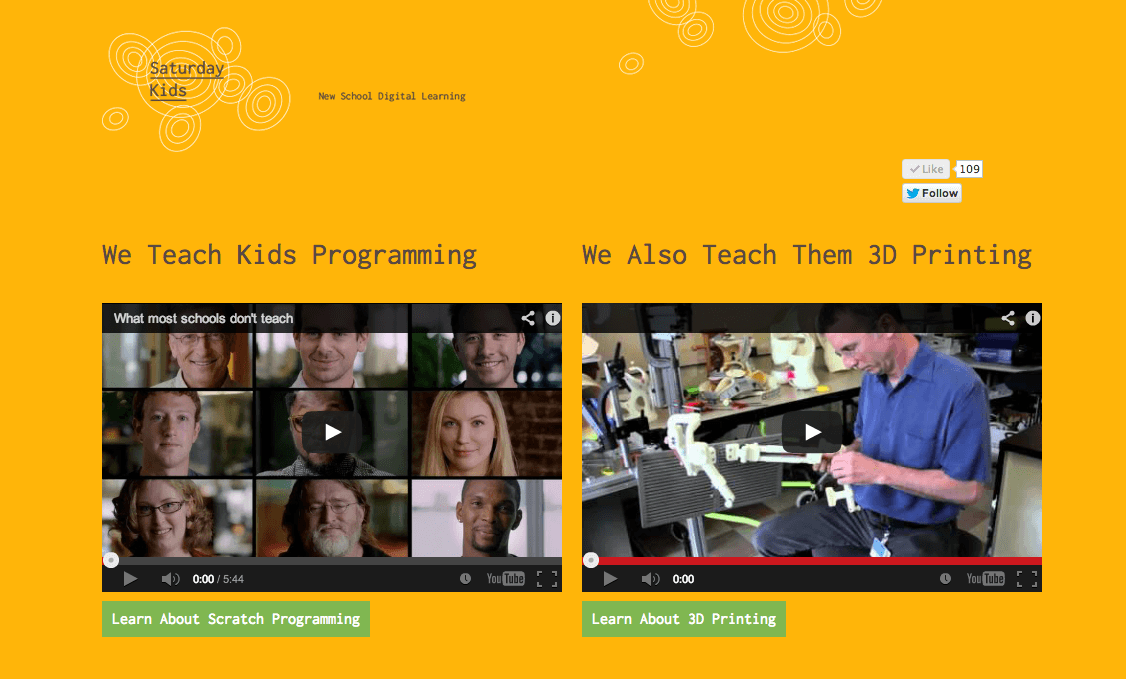 Saturday
Kids
New School Digital Learning
Like 109
Follow
We Teach Kids Programming
We Also Teach Them 3D Printing
What most schools don't teach
0:00 / 5:44
YouTube
0:00
YouTube
Learn About Scratch Programming
Learn About 3D Printing